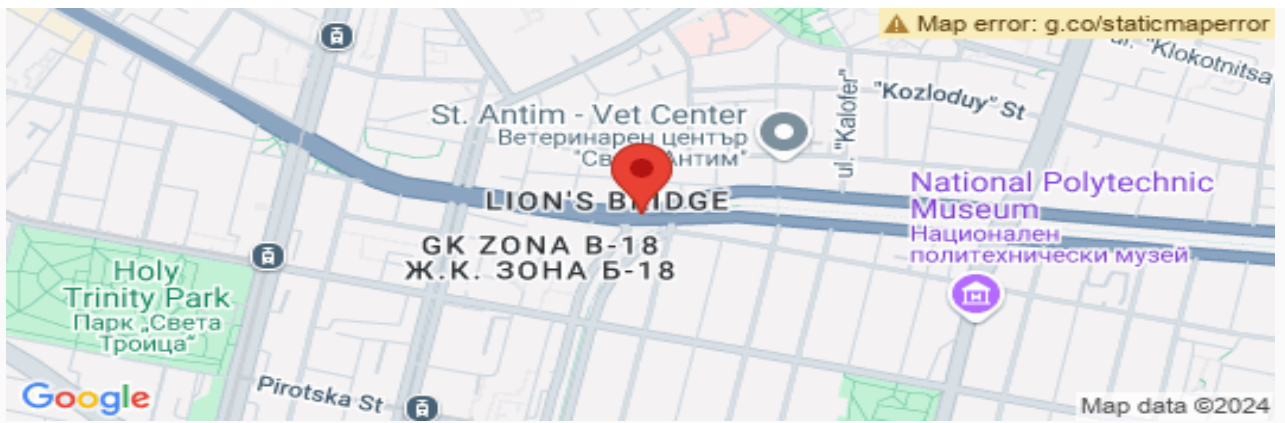 Map error: g.co/staticmaperror
ul. "Klokotnitsa
"Kozloduy" St
ul. "Kalofer"
St. Antim - Vet Center
Ветеринарен център
"Св Антим"
LION'S BRIDGE
National Polytechnic
Museum
Национален
политехнически музей
GK ZONA B-18
Ж.К. ЗОНА Б-18
Holy
Trinity Park
Парк „Света
Троица“
Pirotska St
Google
Map data ©2024